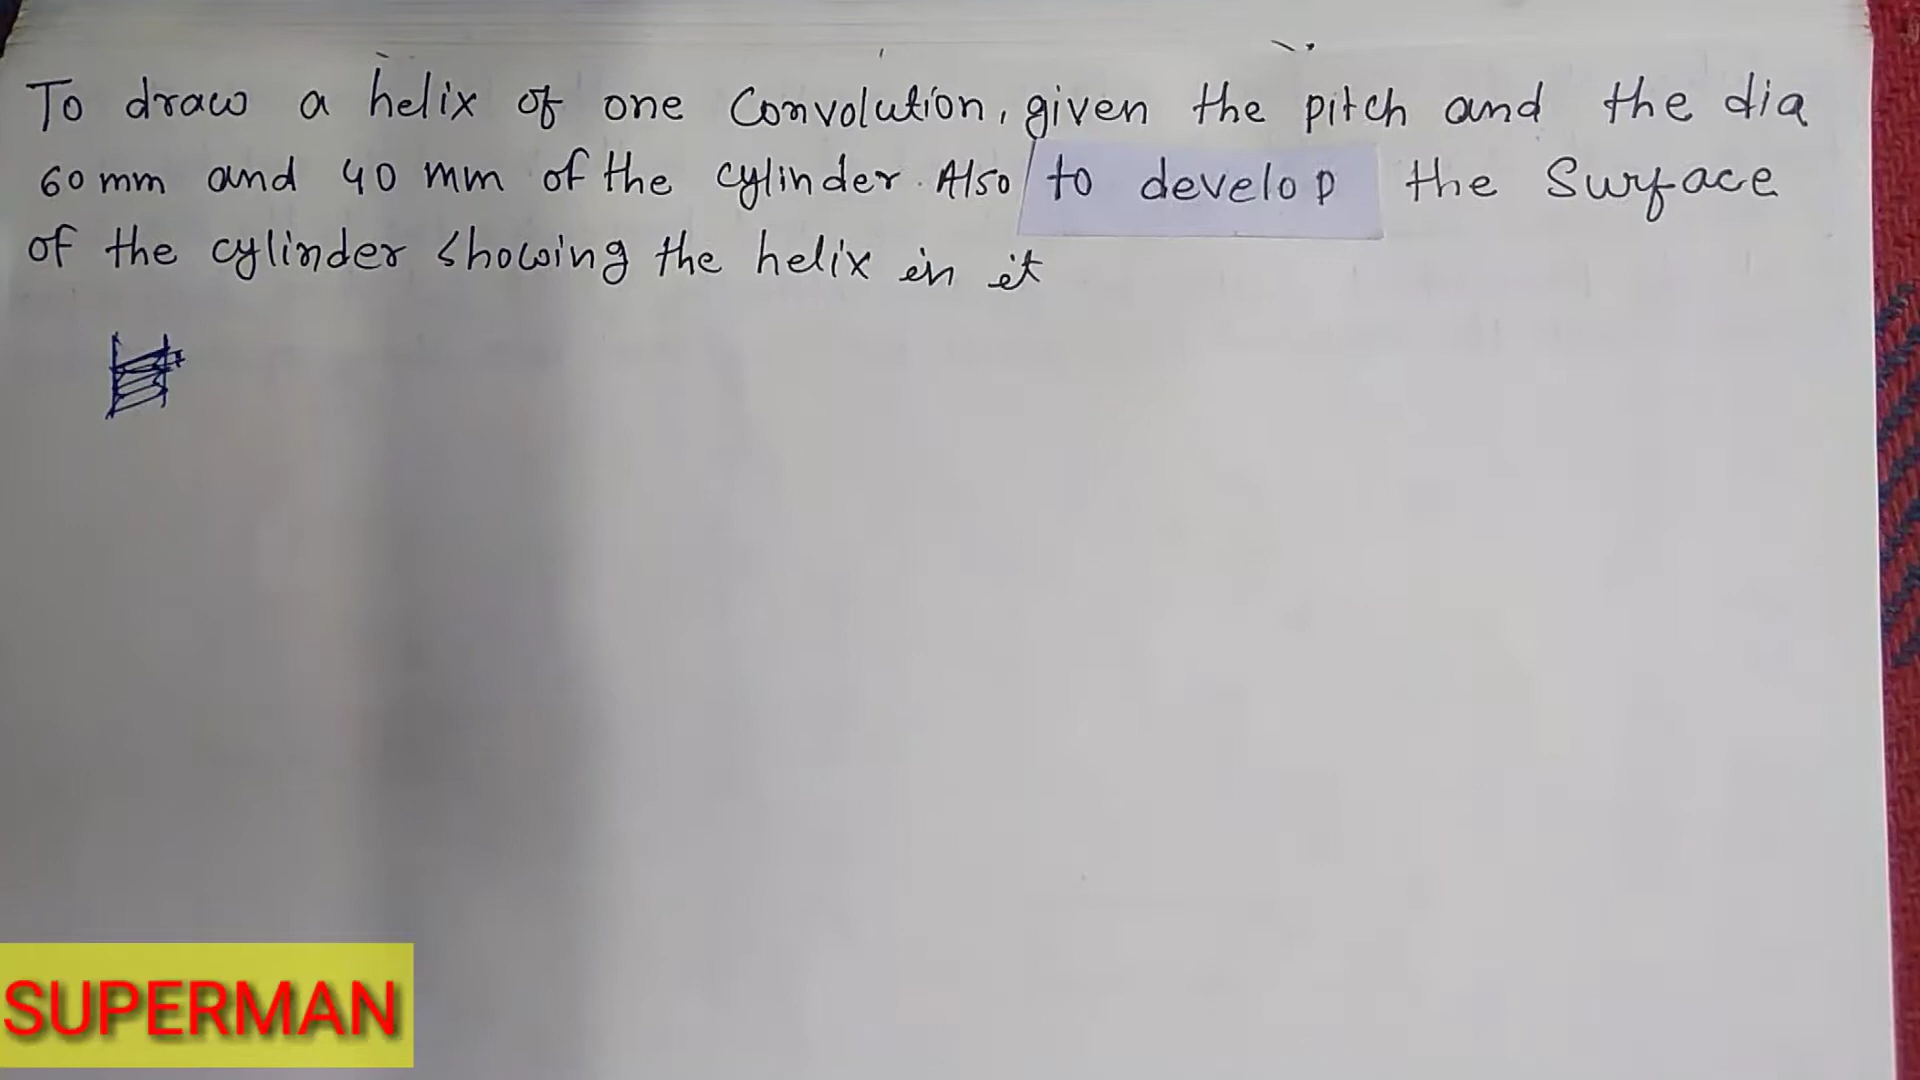 To draw a helix of one Convolution, given the pitch and the dia
60 mm and 40 mm of the cylinder. Also to develop the Surface
of the cylinder showing the helix in it
SUPERMAN